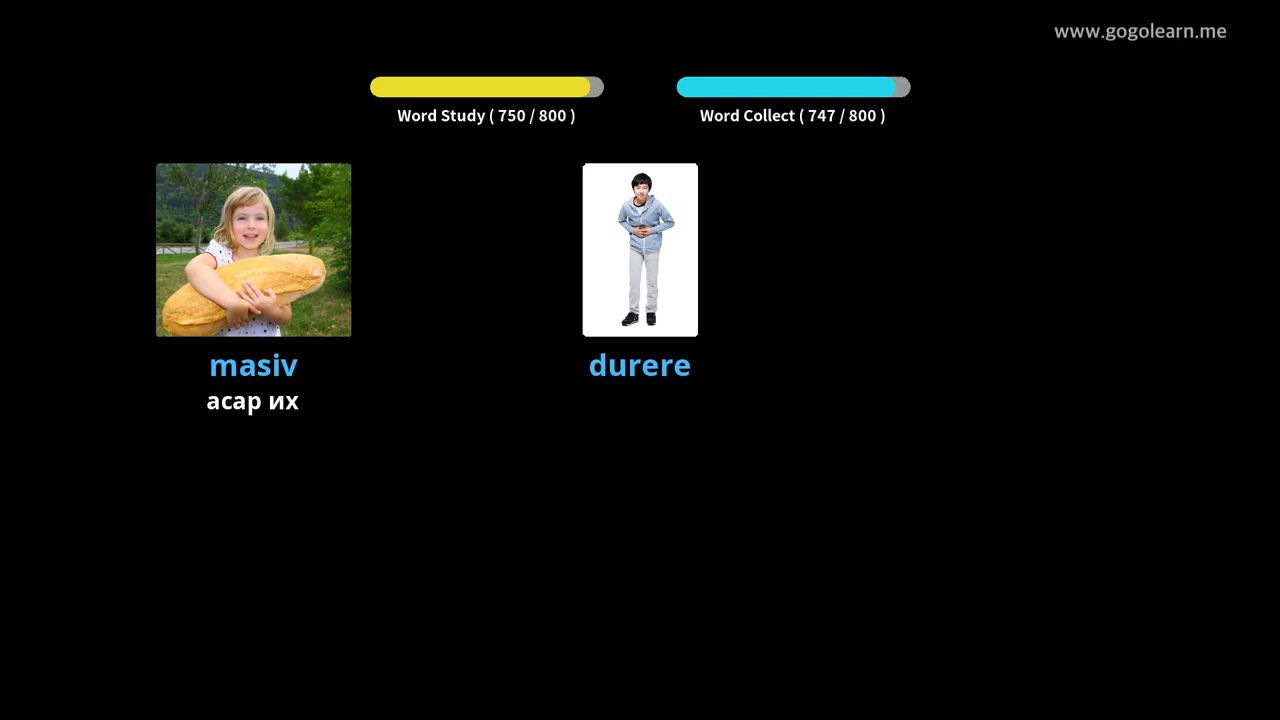 www.gogolearn.me
Word Study ( 750 / 800 )
Word Collect ( 747 / 800 )
masiv
асар их
durere